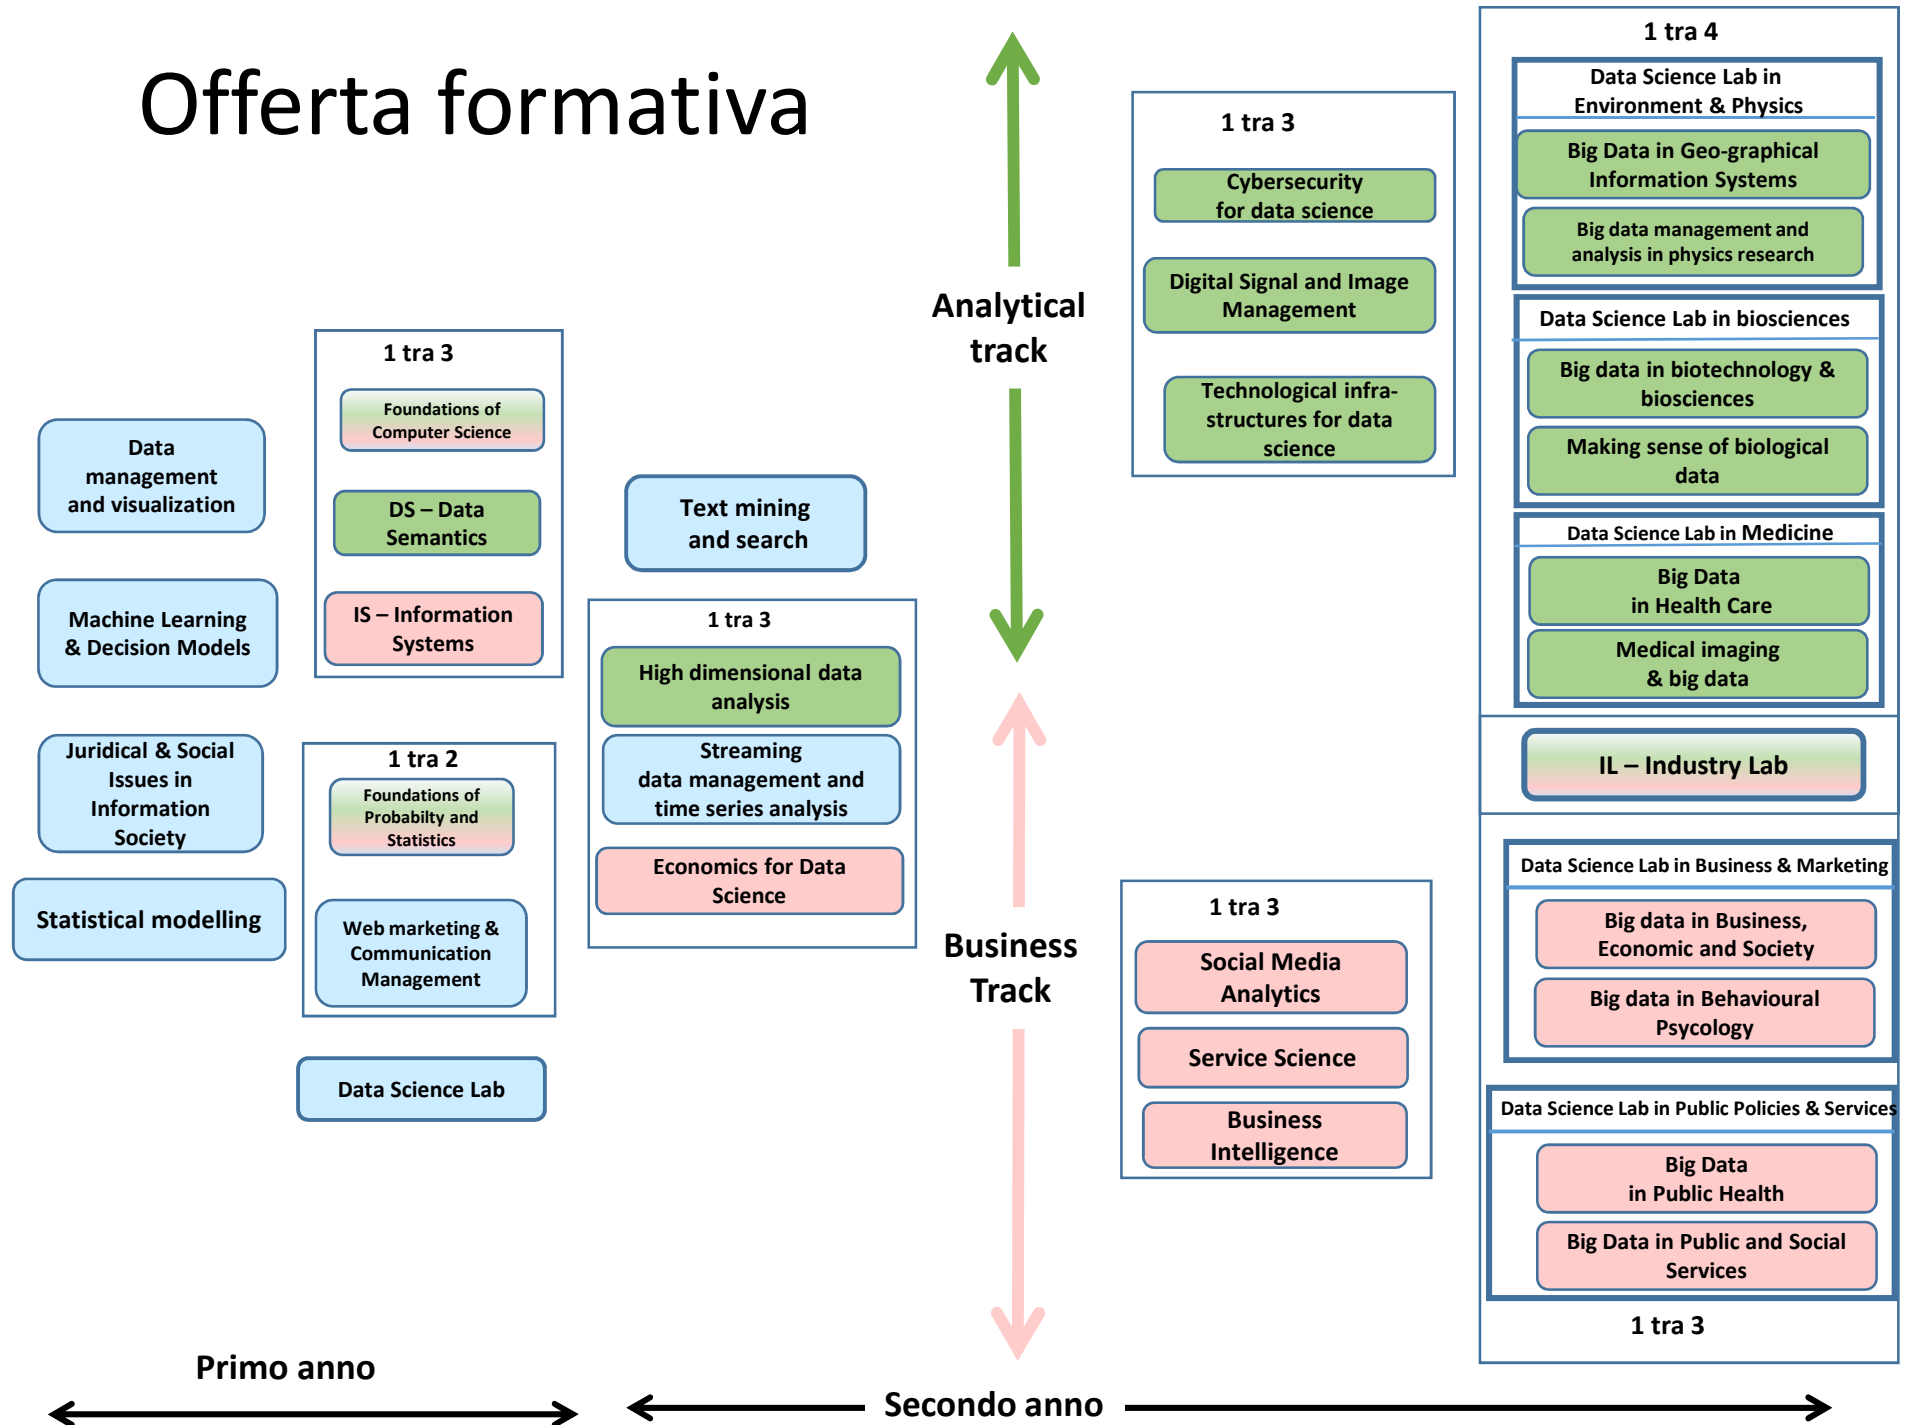 Offerta formativa
Data
management
and visualization
Machine Learning
& Decision Models
Juridical & Social
Issues in
Information
Society
Statistical modelling
1 tra 3
Foundations of
Computer Science
DS – Data
Semantics
IS – Information
Systems
1 tra 2
Foundations of
Probabilty and
Statistics
Web marketing &
Communication
Management
Data Science Lab
Text mining
and search
1 tra 3
High dimensional data
analysis
Streaming
data management and
time series analysis
Economics for Data
Science
Analytical
track
Business
Track
1 tra 3
Cybersecurity
for data science
Digital Signal and Image
Management
Technological infra-
structures for data
science
1 tra 3
Social Media
Analytics
Service Science
Business
Intelligence
1 tra 4
Data Science Lab in
Environment & Physics
Big Data in Geo-graphical
Information Systems
Big data management and
analysis in physics research
Data Science Lab in biosciences
Big data in biotechnology &
biosciences
Making sense of biological
data
Data Science Lab in Medicine
Big Data
in Health Care
Medical imaging
& big data
IL – Industry Lab
Data Science Lab in Business & Marketing
Big data in Business,
Economic and Society
Big data in Behavioural
Psycology
Data Science Lab in Public Policies & Services
Big Data
in Public Health
Big Data in Public and Social
Services
1 tra 3
Primo anno
Secondo anno